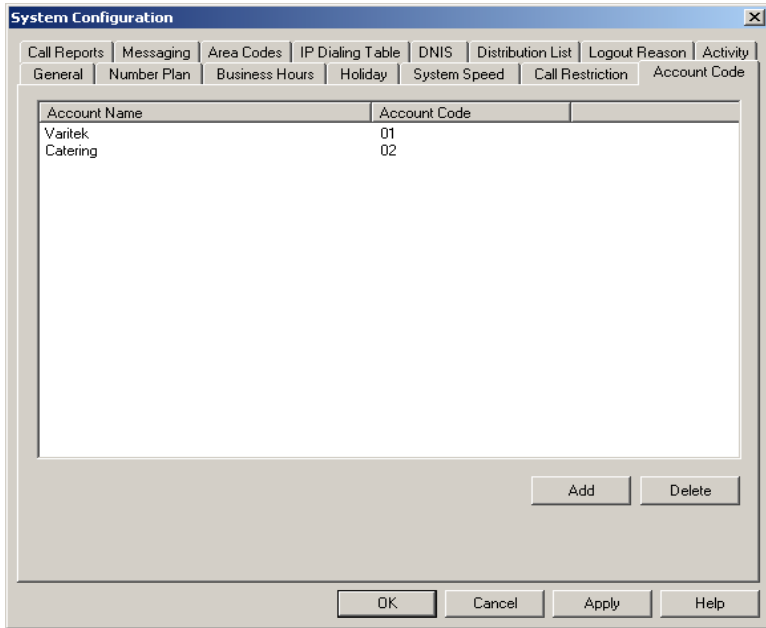 System Configuration
Call Reports Messaging Area Codes IP Dialing Table DNIS Distribution List Logout Reason Activity
General Number Plan Business Hours Holiday System Speed Call Restriction Account Code
Account Name Account Code
Varitek 01
Catering 02
Add Delete
OK Cancel Apply Help